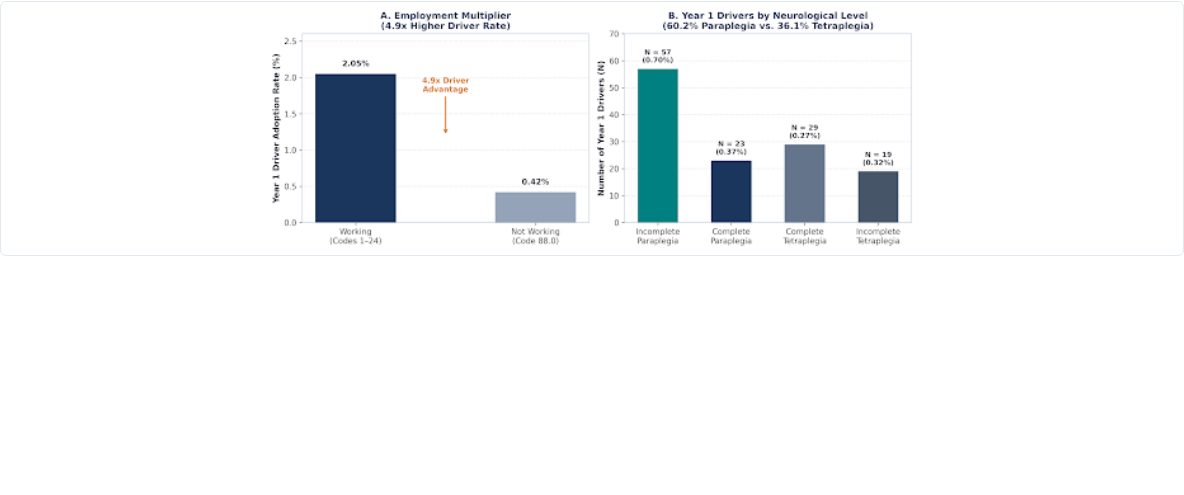 A. Employment Multiplier
(4.9x Higher Driver Rate)
Year 1 Driver Adoption Rate (%)
2.5
2.0
1.5
1.0
0.5
0.0
2.05%
4.9x Driver
Advantage
0.42%
Working
(Codes 1–24)
Not Working
(Code 88.0)
B. Year 1 Drivers by Neurological Level
(60.2% Paraplegia vs. 36.1% Tetraplegia)
Number of Year 1 Drivers (N)
70
60
50
40
30
20
10
0
N = 57
(0.70%)
N = 23
(0.37%)
N = 29
(0.27%)
N = 19
(0.32%)
Incomplete
Paraplegia
Complete
Paraplegia
Complete
Tetraplegia
Incomplete
Tetraplegia